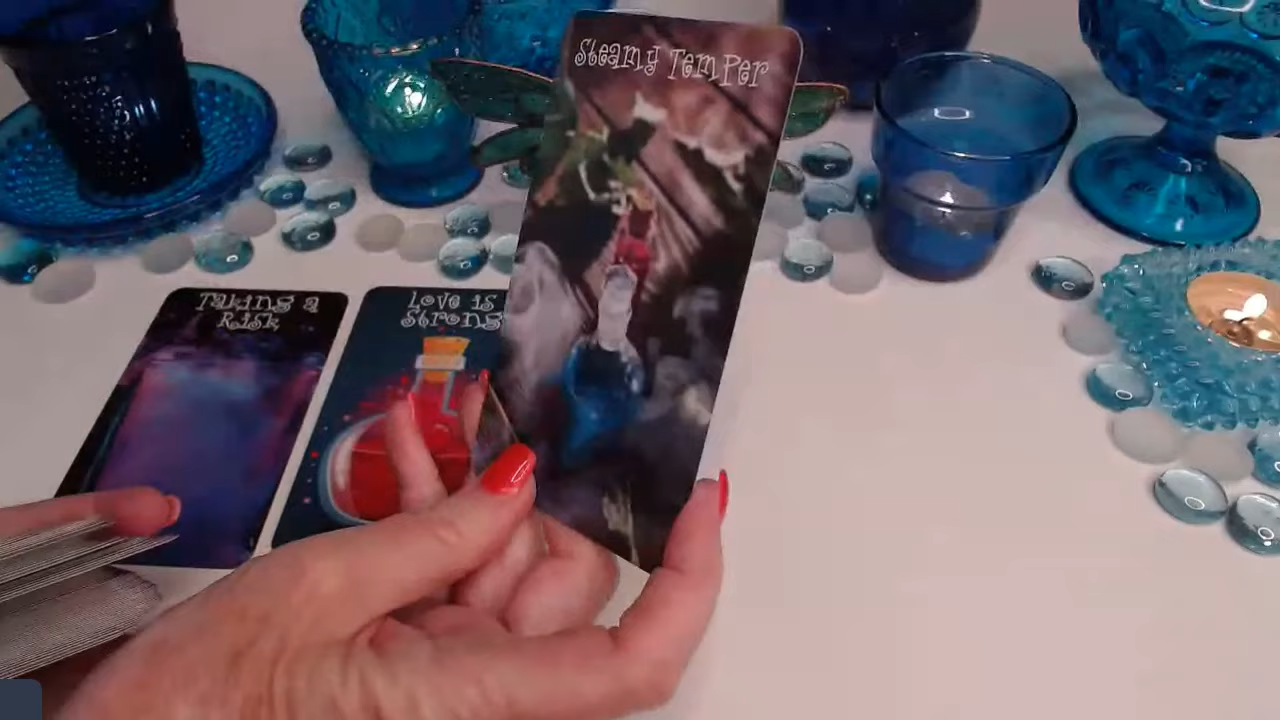 Steamy Temper
Taking a
Risk
Love is
Strong